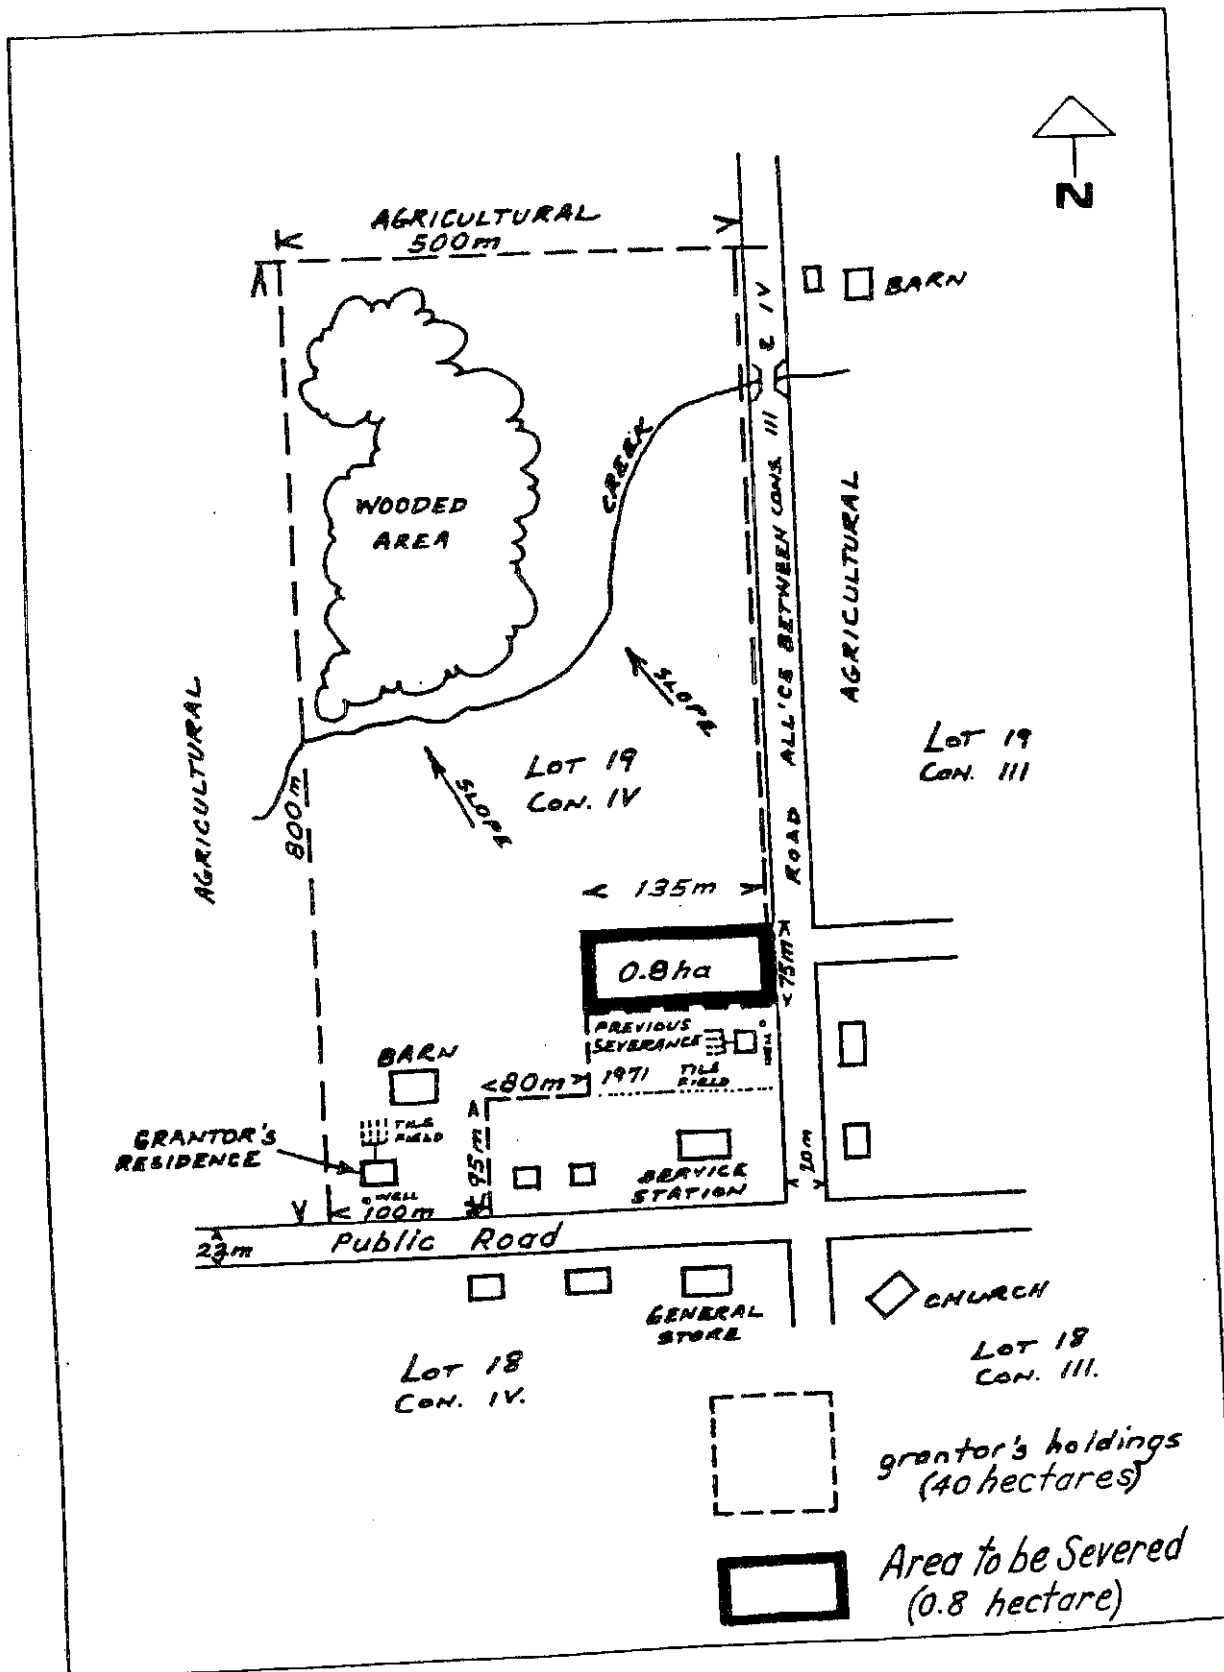 N
AGRICULTURAL
500m
BARN
WOODED
AREA
CREEK
ROAD ALL'CE BETWEEN CONS. III & IV
AGRICULTURAL
AGRICULTURAL
SLOPE
SLOPE
800m
LOT 19
CON. IV
LOT 19
CON. III
135m
0.8ha
75m
PREVIOUS
SEVERANCE
1971
TILE
FIELD
WELL
BARN
80m
TILE
FIELD
GRANTOR'S
RESIDENCE
WELL
95m
SERVICE
STATION
20m
100m
23m
Public Road
GENERAL
STORE
CHURCH
LOT 18
CON. IV.
LOT 18
CON. III.
grantor's holdings
(40 hectares)
Area to be Severed
(0.8 hectare)